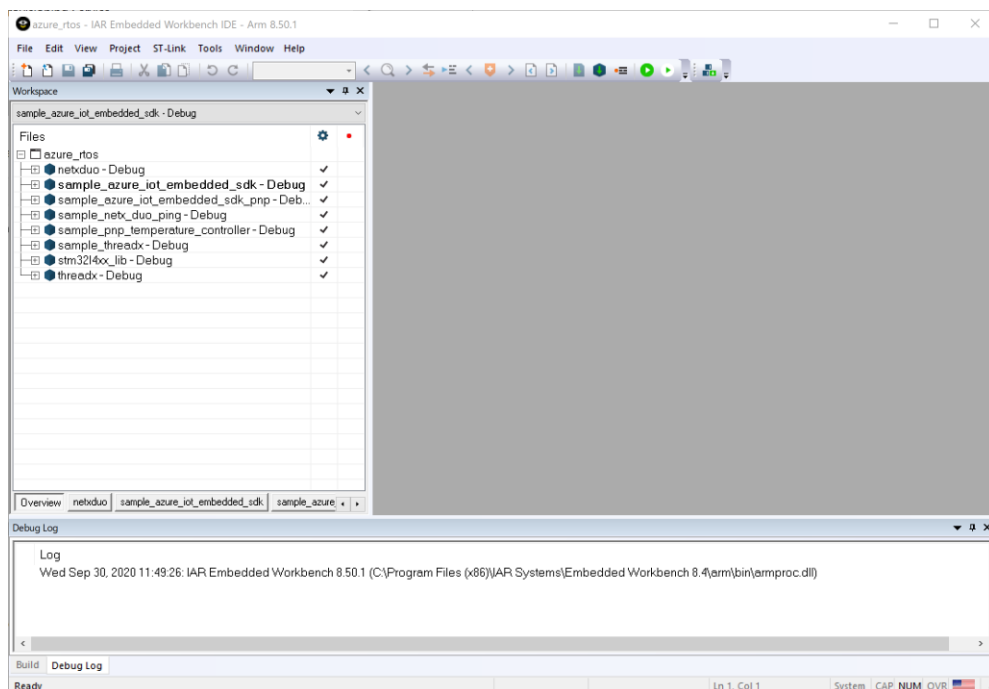 azure_rtos - IAR Embedded Workbench IDE - Arm 8.50.1
File Edit View Project ST-Link Tools Window Help
Workspace
sample_azure_iot_embedded_sdk - Debug
Files
azure_rtos
netxduo - Debug
sample_azure_iot_embedded_sdk - Debug
sample_azure_iot_embedded_sdk_pnp - Deb...
sample_netx_duo_ping - Debug
sample_pnp_temperature_controller - Debug
sample_threadx - Debug
stm32l4xx_lib - Debug
threadx - Debug
Overview netxduo sample_azure_iot_embedded_sdk sample_azure
Debug Log
Log
Wed Sep 30, 2020 11:49:26: IAR Embedded Workbench 8.50.1 (C:\Program Files (x86)\IAR Systems\Embedded Workbench 8.4\arm\bin\armproc.dll)
Build Debug Log
Ready Ln 1, Col 1 System CAP NUM OVR